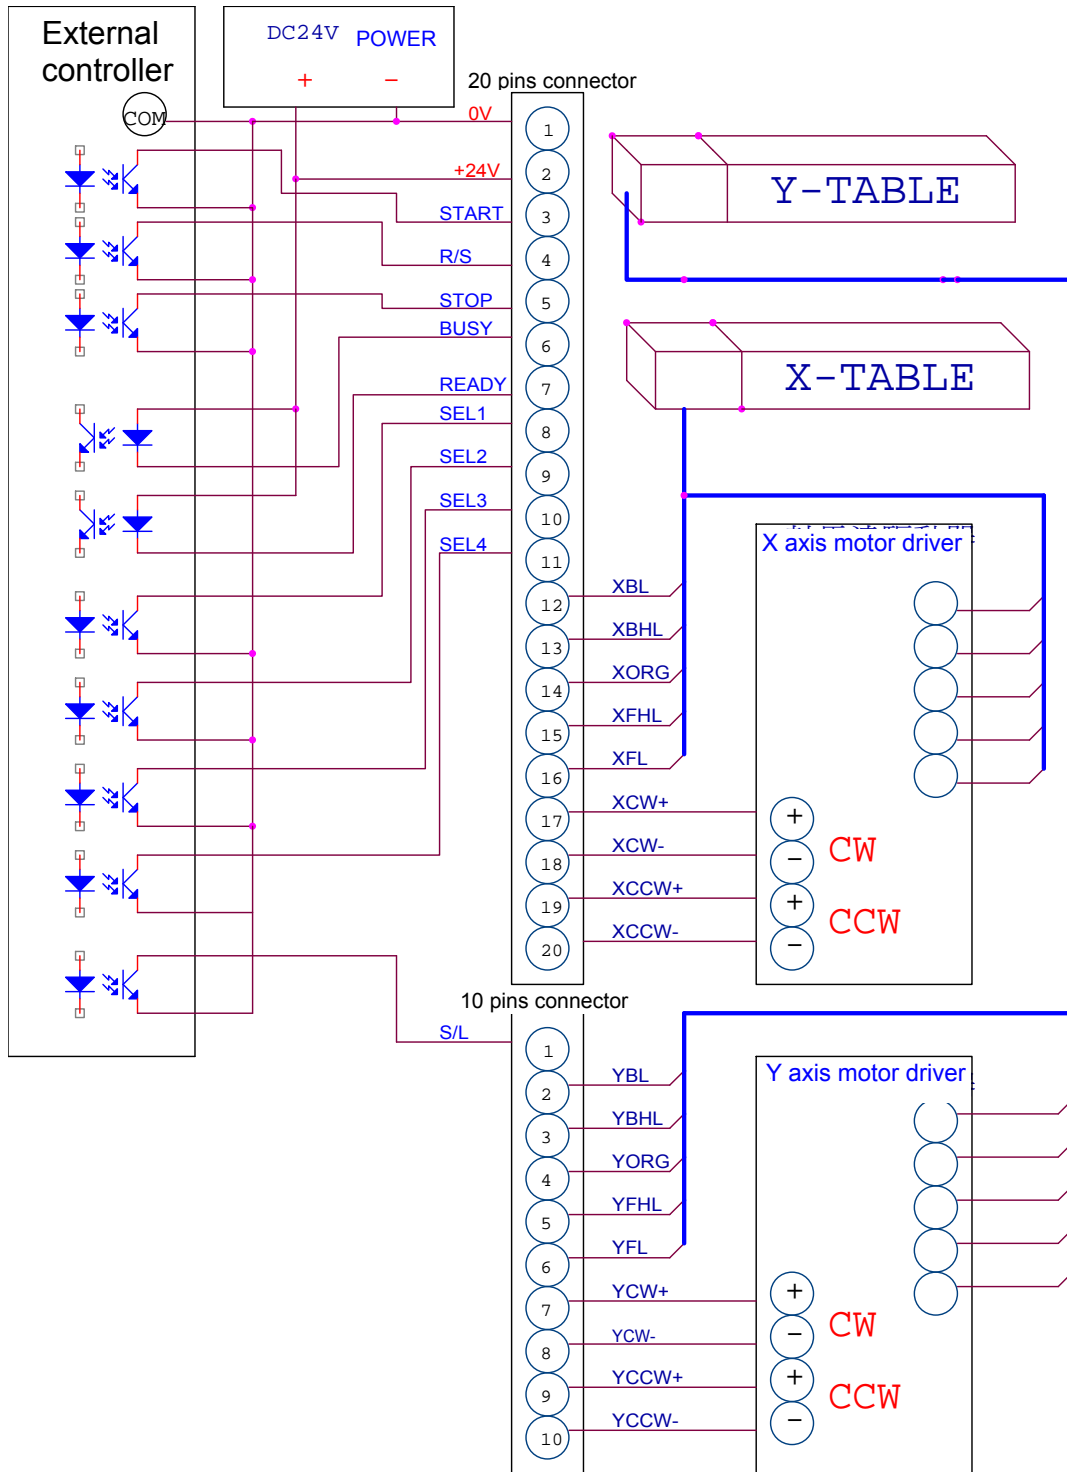 External
controller
COM
DC24V POWER
+ −
20 pins connector
0V
+24V
START
R/S
STOP
BUSY
READY
SEL1
SEL2
SEL3
SEL4
1
2
3
4
5
6
7
8
9
10
11
12
13
14
15
16
17
18
19
20
Y-TABLE
X-TABLE
XBL
XBHL
XORG
XFHL
XFL
XCW+
XCW-
XCCW+
XCCW-
X axis motor driver
+
− CW
+
− CCW
10 pins connector
S/L
1
2
3
4
5
6
7
8
9
10
YBL
YBHL
YORG
YFHL
YFL
YCW+
YCW-
YCCW+
YCCW-
Y axis motor driver
+
− CW
+
− CCW